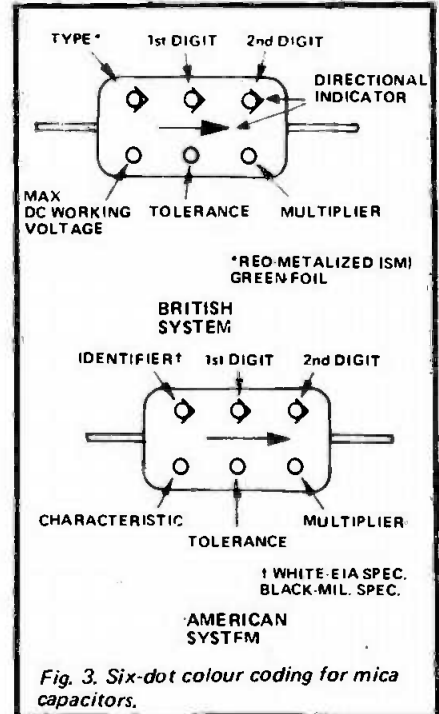 TYPE* 1st DIGIT 2nd DIGIT
DIRECTIONAL
INDICATOR
MAX
DC WORKING
VOLTAGE
TOLERANCE MULTIPLIER
*REO-METALIZED ISMI
GREEN-FOIL
BRITISH
SYSTEM
IDENTIFIER† 1st DIGIT 2nd DIGIT
CHARACTERISTIC MULTIPLIER
TOLERANCE
† WHITE-EIA SPEC.
BLACK-MIL. SPEC.
AMERICAN
SYSTEM
Fig. 3. Six-dot colour coding for mica
capacitors.